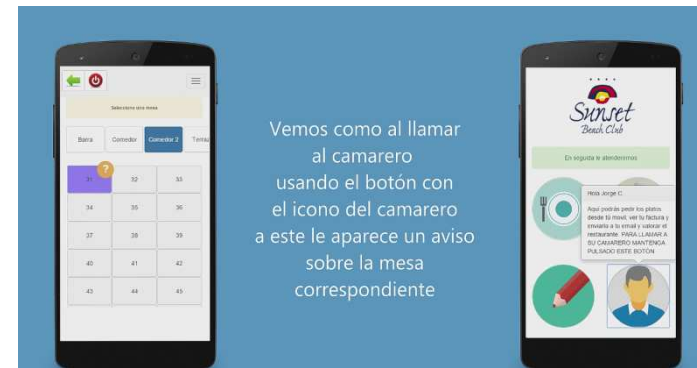 Seleccione una mesa
Barra
Comedor
Comedor 2
31
?
32
33
34
35
36
37
38
39
40
41
42
43
44
45
Vemos como al llamar
al camarero
usando el botón con
el icono del camarero
a este le aparece un aviso
sobre la mesa
correspondiente
Sunset
Beach Club
En seguida te atenderemos
Hola Jorge C.
Aquí podrás pedir los platos
desde tú movil, ver tu factura y
enviarla a tu email y valorar el
restaurante. PARA LLAMAR A
SU CAMARERO MANTENGA
PULSADO ESTE BOTÓN